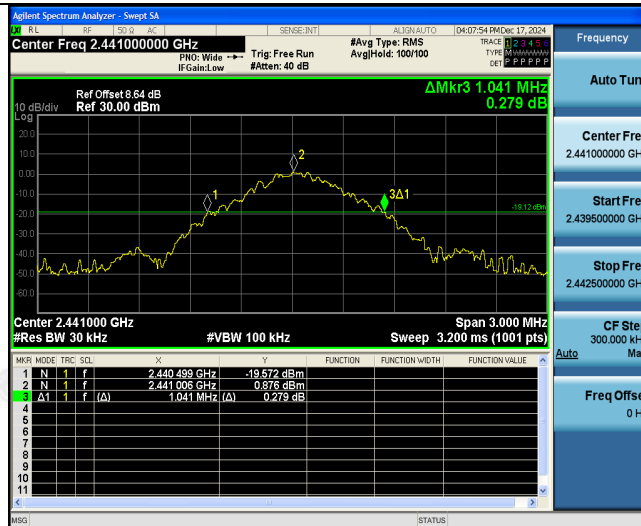 Agilent Spectrum Analyzer - Swept SA
LXI RL RF 50 Ω AC SENSE:INT ALIGN AUTO 04:07:54 PM Dec 17, 2024
Center Freq 2.441000000 GHz #Avg Type: RMS TRACE 1 2 3 4 5 6
PNO: Wide Trig: Free Run Avg|Hold: 100/100 TYPE M W W W W W
IFGain:Low #Atten: 40 dB DET P P P P P P
Ref Offset 8.64 dB ΔMkr3 1.041 MHz
10 dB/div Ref 30.00 dBm 0.279 dB
Log
20.0
10.0
2
0.00
-10.0
1 3Δ1
-19.12 dBm
-20.0
-30.0
-40.0
-50.0
-60.0
Center 2.441000 GHz Span 3.000 MHz
#Res BW 30 kHz #VBW 100 kHz Sweep 3.200 ms (1001 pts)
MKR MODE TRC SCL X Y FUNCTION FUNCTION WIDTH FUNCTION VALUE
1 N 1 f 2.440 499 GHz -19.572 dBm
2 N 1 f 2.441 006 GHz 0.876 dBm
3 Δ1 1 f (Δ) 1.041 MHz (Δ) 0.279 dB
4
5
6
7
8
9
10
11
MSG STATUS
Frequency
Auto Tun
Center Fre
2.441000000 GH
Start Fre
2.439500000 GH
Stop Fre
2.442500000 GH
CF Ste
300.000 kH
Auto Ma
Freq Offse
0 H